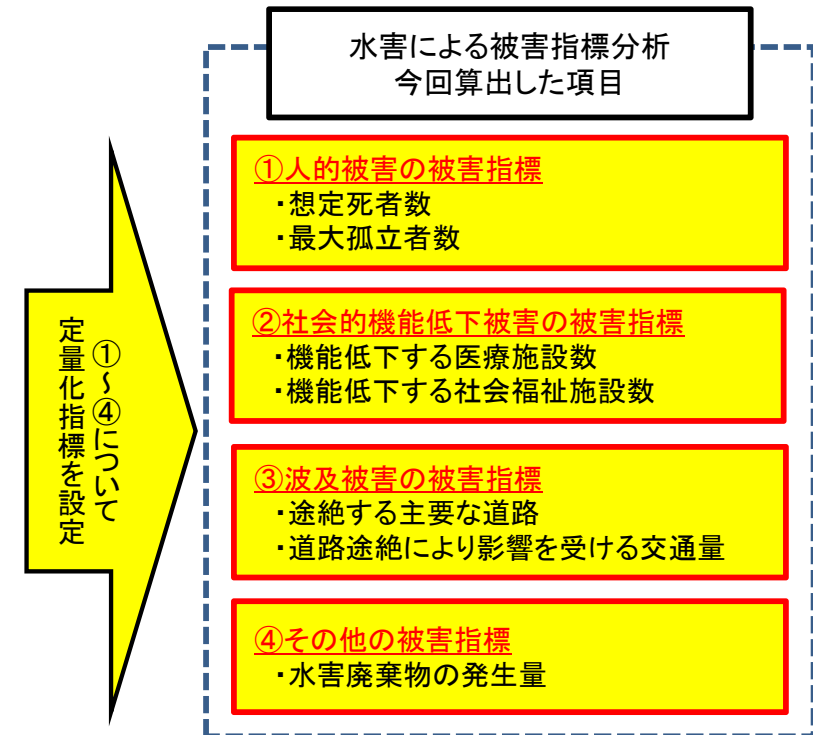 水害による被害指標分析
今回算出した項目
①～④について
定量化指標を設定
①人的被害の被害指標
・想定死者数
・最大孤立者数
②社会的機能低下被害の被害指標
・機能低下する医療施設数
・機能低下する社会福祉施設数
③波及被害の被害指標
・途絶する主要な道路
・道路途絶により影響を受ける交通量
④その他の被害指標
・水害廃棄物の発生量